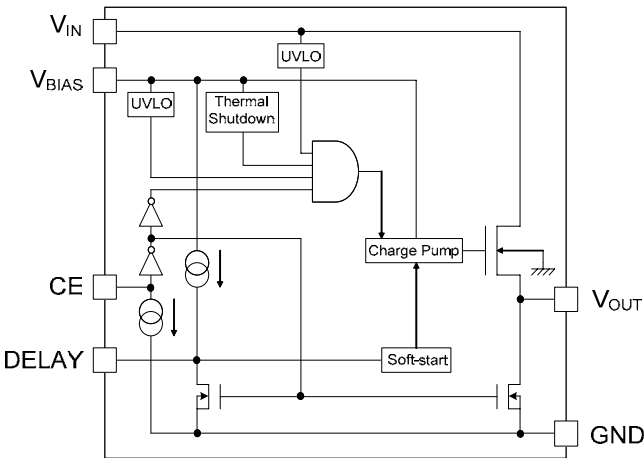 VIN
UVLO
VBIAS
UVLO
Thermal
Shutdown
Charge Pump
CE
VOUT
DELAY
Soft-start
GND